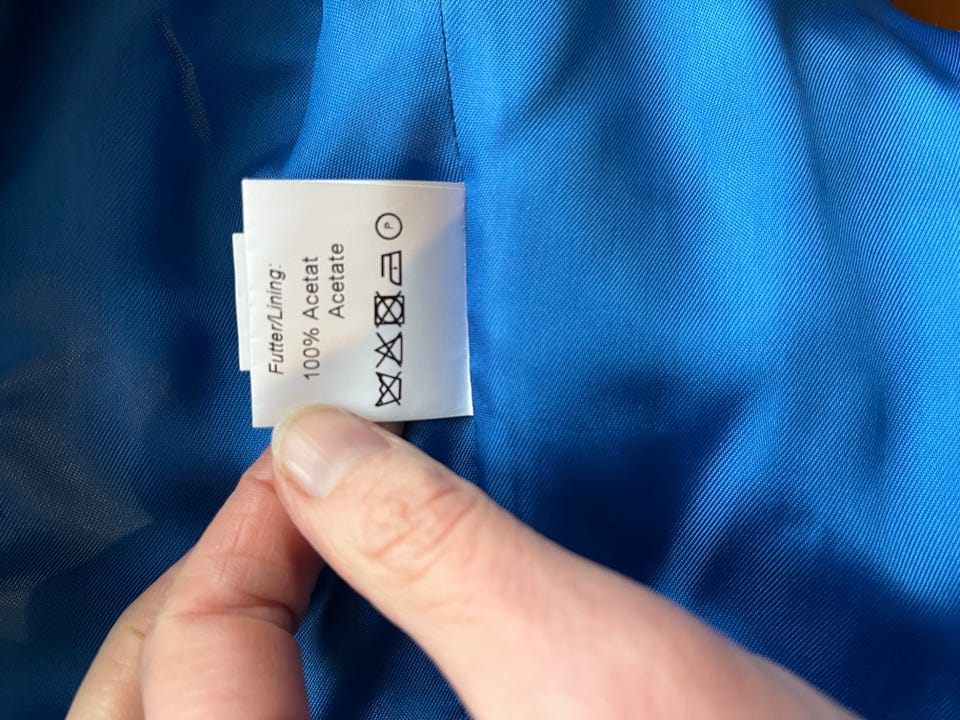 Futter/Lining:
100% Acetat
Acetate
P